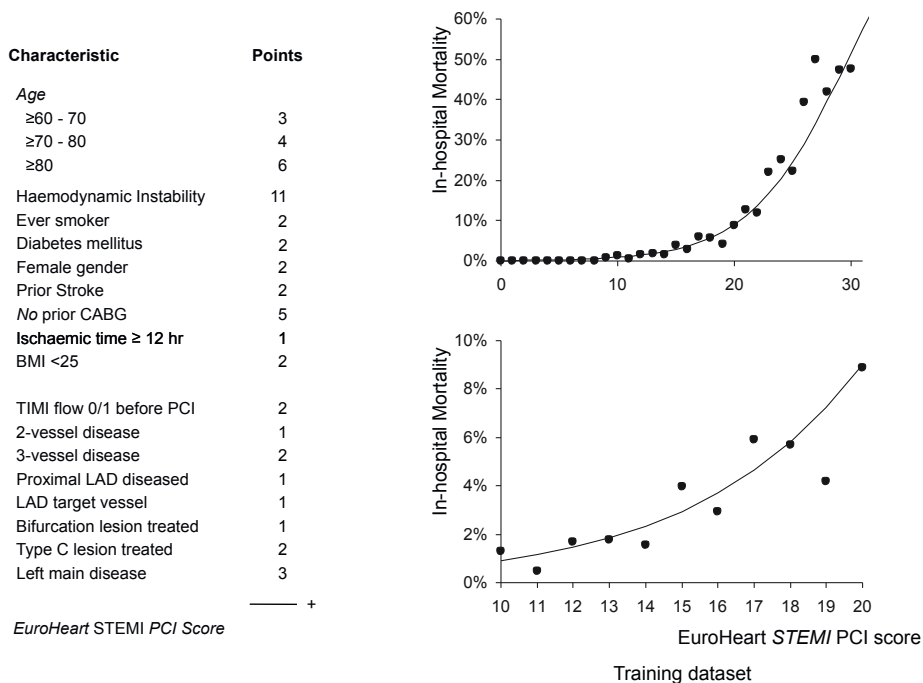 Characteristic Points
Age
≥60 - 70 3
≥70 - 80 4
≥80 6
Haemodynamic Instability 11
Ever smoker 2
Diabetes mellitus 2
Female gender 2
Prior Stroke 2
No prior CABG 5
Ischaemic time ≥ 12 hr 1
BMI <25 2
TIMI flow 0/1 before PCI 2
2-vessel disease 1
3-vessel disease 2
Proximal LAD diseased 1
LAD target vessel 1
Bifurcation lesion treated 1
Type C lesion treated 2
Left main disease 3
+
EuroHeart STEMI PCI Score
In-hospital Mortality
60%
50%
40%
30%
20%
10%
0%
0 10 20 30
In-hospital Mortality
10%
8%
6%
4%
2%
0%
10 11 12 13 14 15 16 17 18 19 20
EuroHeart STEMI PCI score
Training dataset